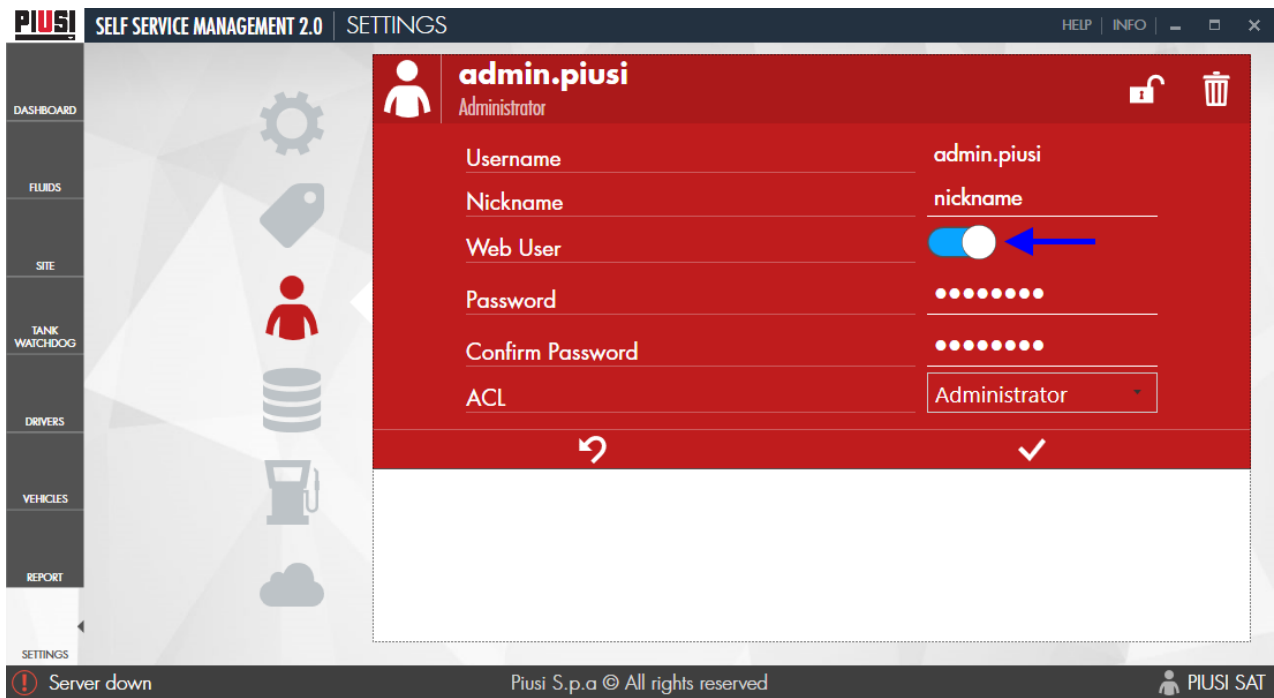 PIUSI SELF SERVICE MANAGEMENT 2.0 SETTINGS HELP INFO
DASHBOARD
FLUIDS
SITE
TANK
WATCHDOG
DRIVERS
VEHICLES
REPORT
SETTINGS
admin.piusi
Administrator
Username admin.piusi
Nickname nickname
Web User
Password
Confirm Password
ACL Administrator
Server down Piusi S.p.a © All rights reserved PIUSI SAT